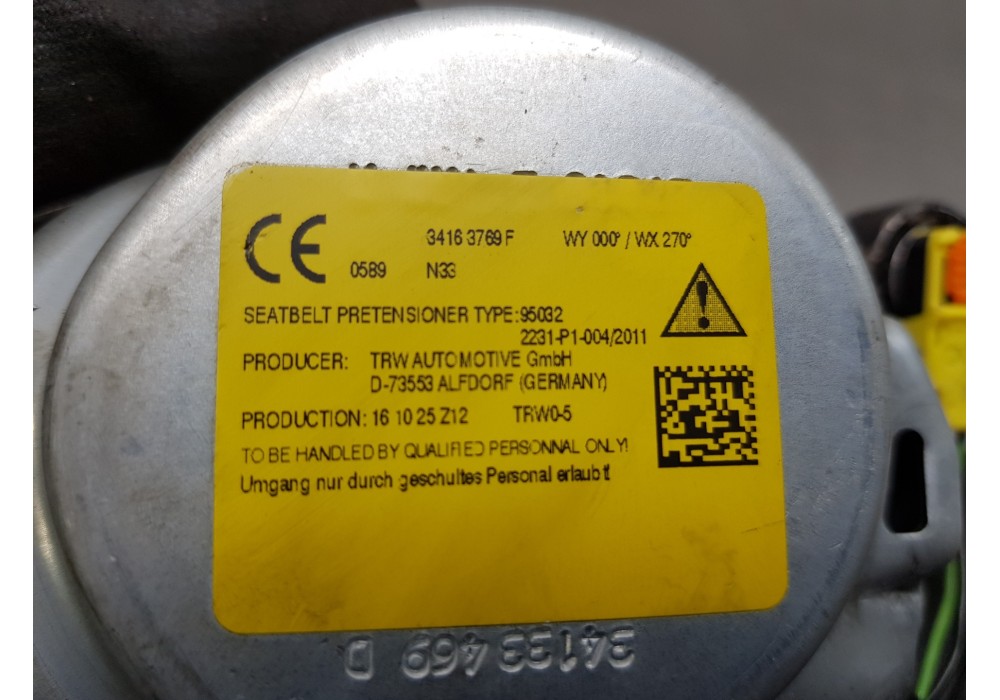 CE 3416 3769 F WY 000° / WX 270°
0589 N33
SEATBELT PRETENSIONER TYPE: 95032
2231-P1-004/2011
PRODUCER: TRW AUTOMOTIVE GmbH
D-73553 ALFDORF (GERMANY)
PRODUCTION: 16 10 25 Z12 TRW0-5
TO BE HANDLED BY QUALIFIED PERSONNAL ONLY!
Umgang nur durch geschultes Personal erlaubt!
34133469 D